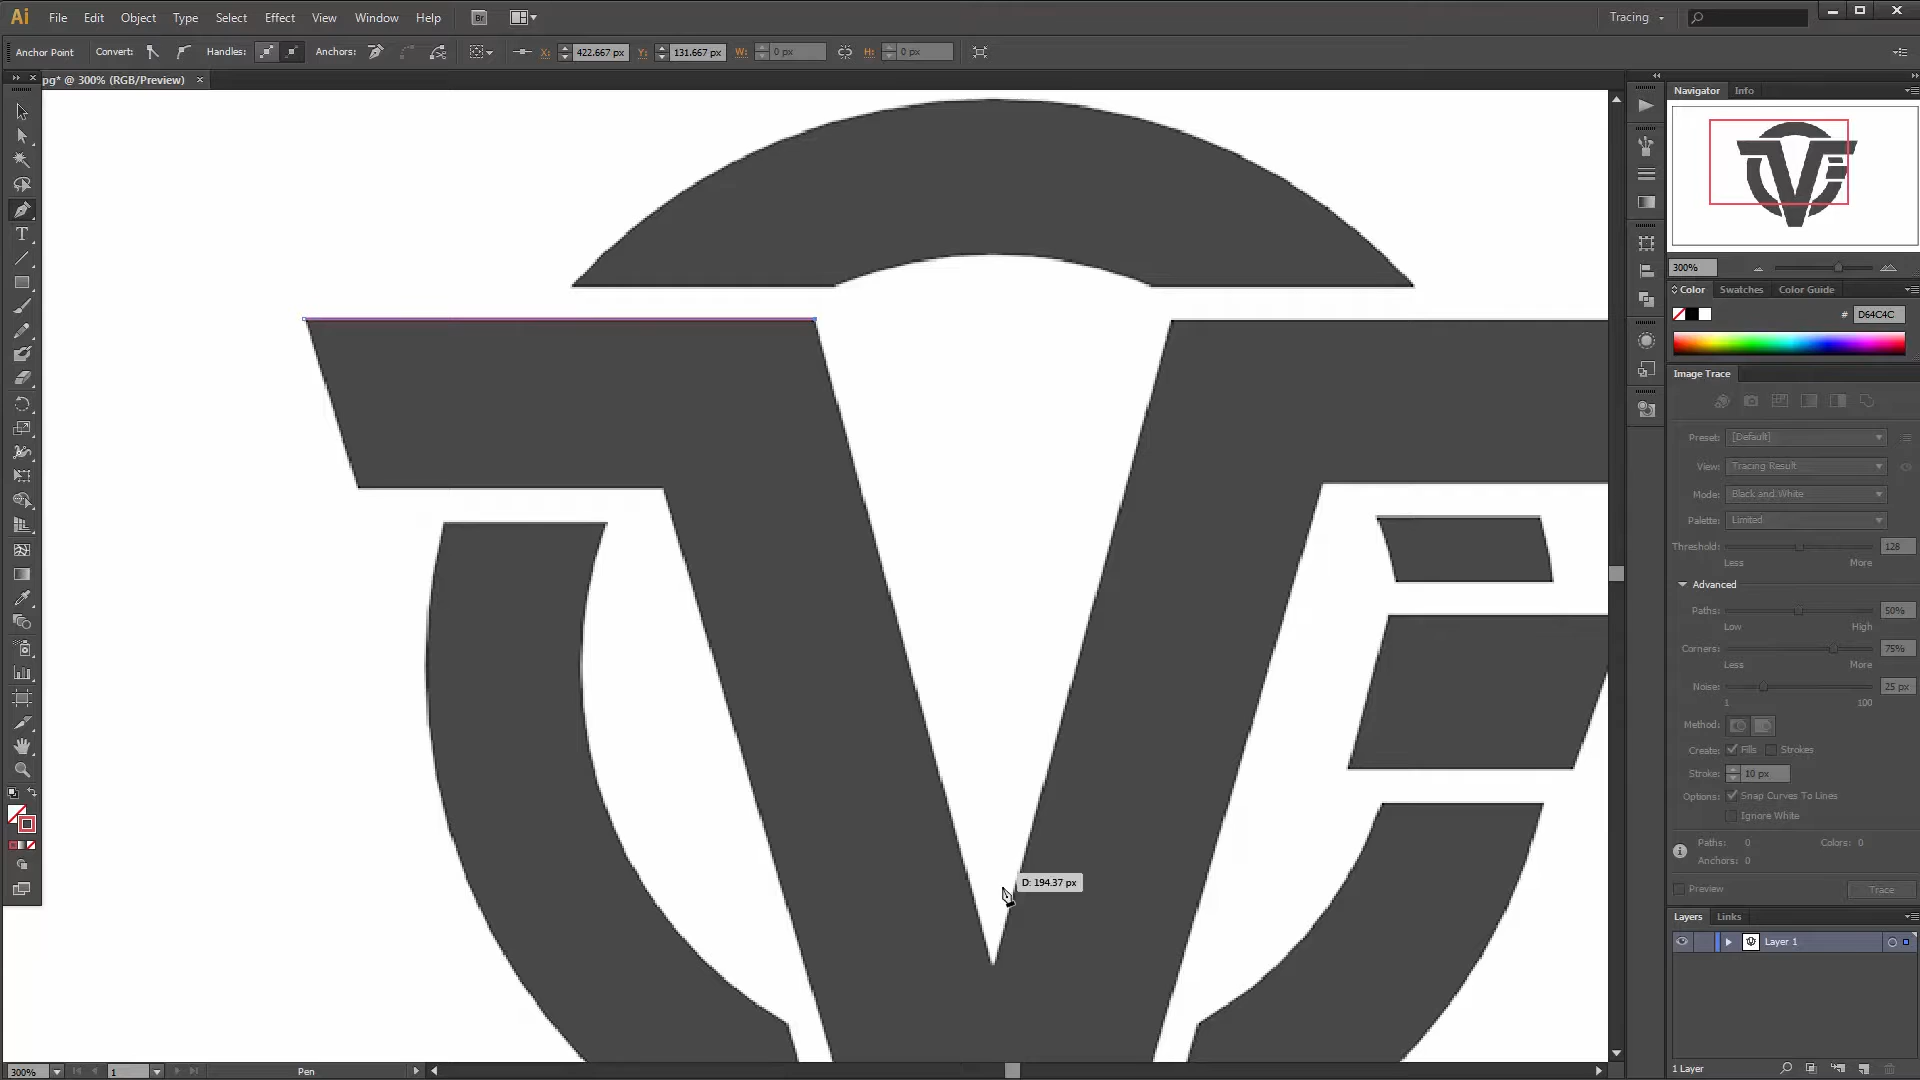 Ai File Edit Object Type Select Effect View Window Help Br Tracing
Anchor Point Convert: Handles: Anchors: X: 422.667 px Y: 131.667 px W: 0 px H: 0 px
pg* @ 300% (RGB/Preview) ×
Navigator Info
300%
Color Swatches Color Guide
# D64C4C
Image Trace
Preset: [Default]
View: Tracing Result
Mode: Black and White
Palette: Limited
Threshold: 128
Less More
Advanced
Paths: 50%
Low High
Corners: 75%
Less More
Noise: 25 px
1 100
Method:
Create: Fills Strokes
Stroke: 10 px
Options: Snap Curves To Lines
Ignore White
Paths: 0 Colors: 0
Anchors: 0
Preview Trace
D: 194.37 px
Layers Links
Layer 1
1 Layer
300% 1 Pen